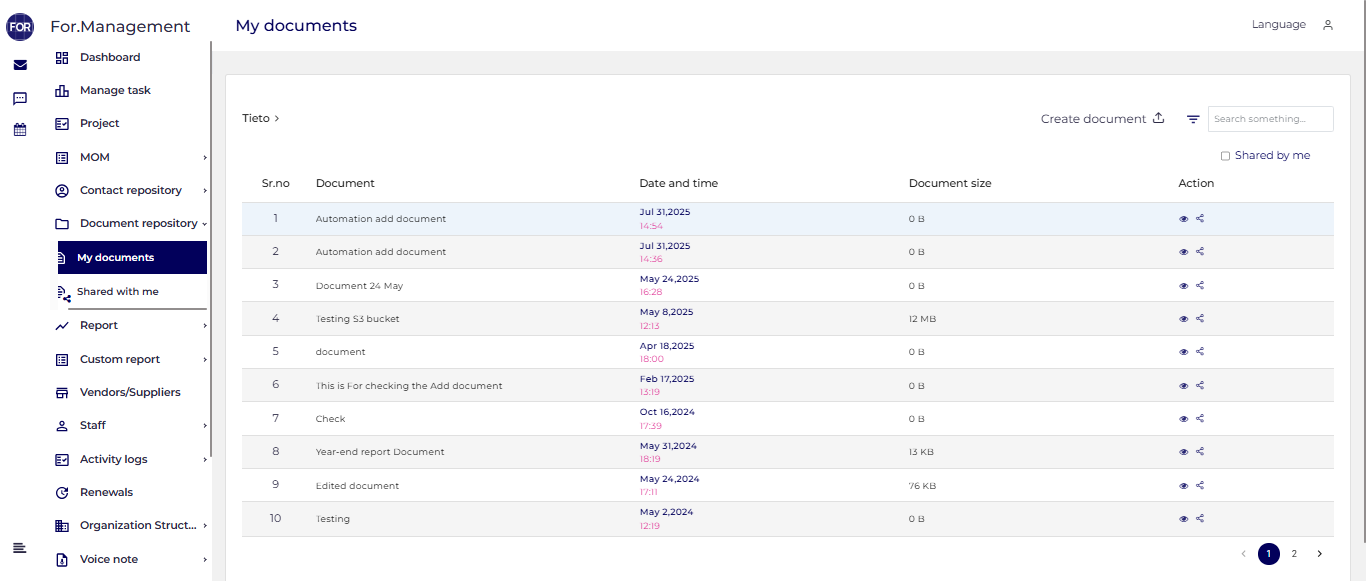 FOR
For.Management
My documents
Language
Dashboard
Manage task
Project
MOM
Contact repository
Document repository
My documents
Shared with me
Report
Custom report
Vendors/Suppliers
Staff
Activity logs
Renewals
Organization Struct...
Voice note
Tieto >
Create document
Search something...
Shared by me
Sr.no Document Date and time Document size Action
1 Automation add document Jul 31,2025 0 B
14:54
2 Automation add document Jul 31,2025 0 B
14:36
3 Document 24 May May 24,2025 0 B
16:28
4 Testing S3 bucket May 8,2025 12 MB
12:13
5 document Apr 18,2025 0 B
18:00
6 This is For checking the Add document Feb 17,2025 0 B
13:19
7 Check Oct 16,2024 0 B
17:39
8 Year-end report Document May 31,2024 13 KB
18:19
9 Edited document May 24,2024 76 KB
17:11
10 Testing May 2,2024 0 B
12:19
< 1 2 >